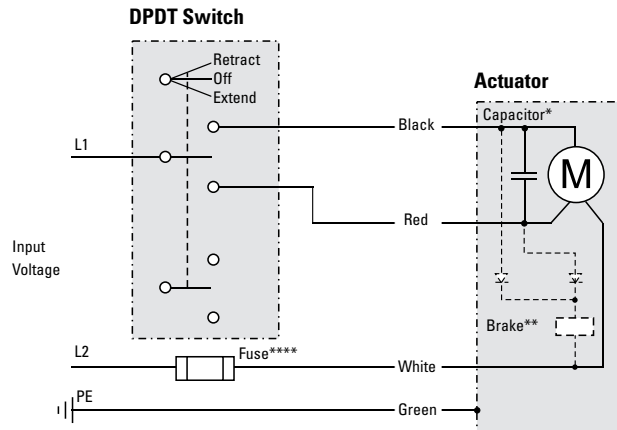 DPDT Switch
Retract
Off
Extend
Actuator
Capacitor*
Black
L1
M
Red
Input
Voltage
Brake**
L2
Fuse****
White
PE
Green